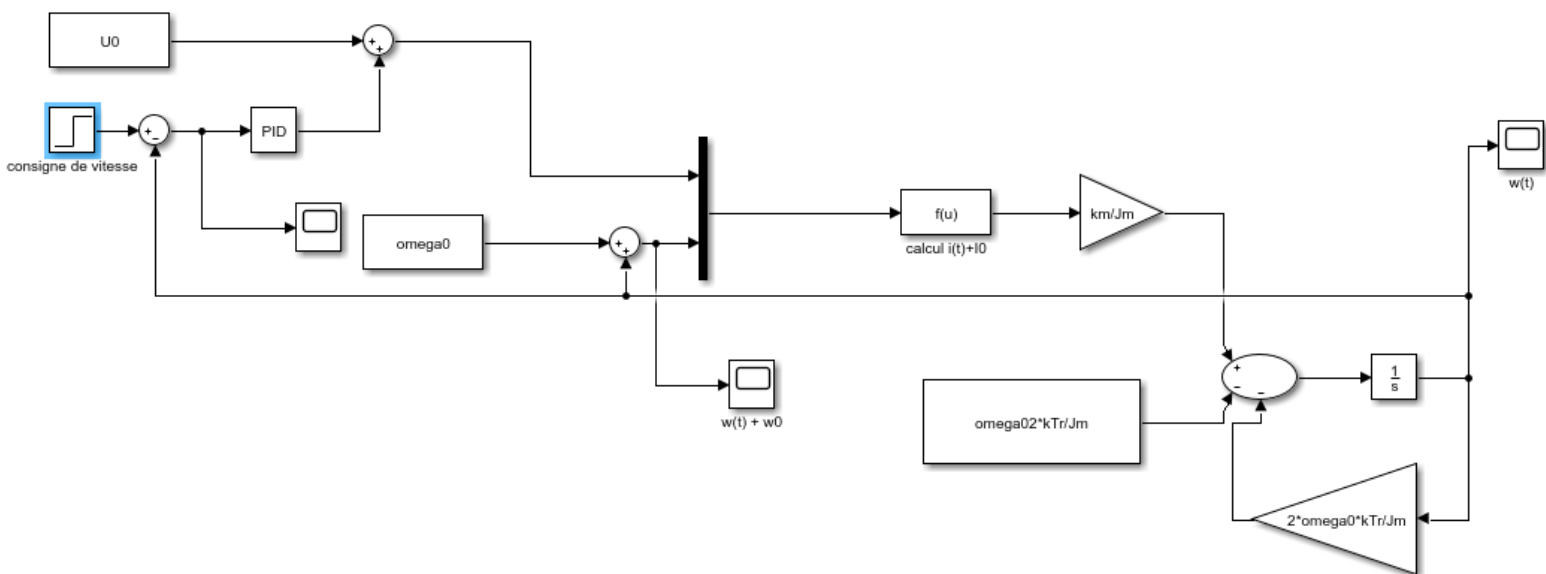 U0
+
+
consigne de vitesse
+
−
PID
omega0
+
+
f(u)
calcul i(t)+I0
km/Jm
w(t)
w(t) + w0
omega02*kTr/Jm
+
−
−
1
s
2*omega0*kTr/Jm